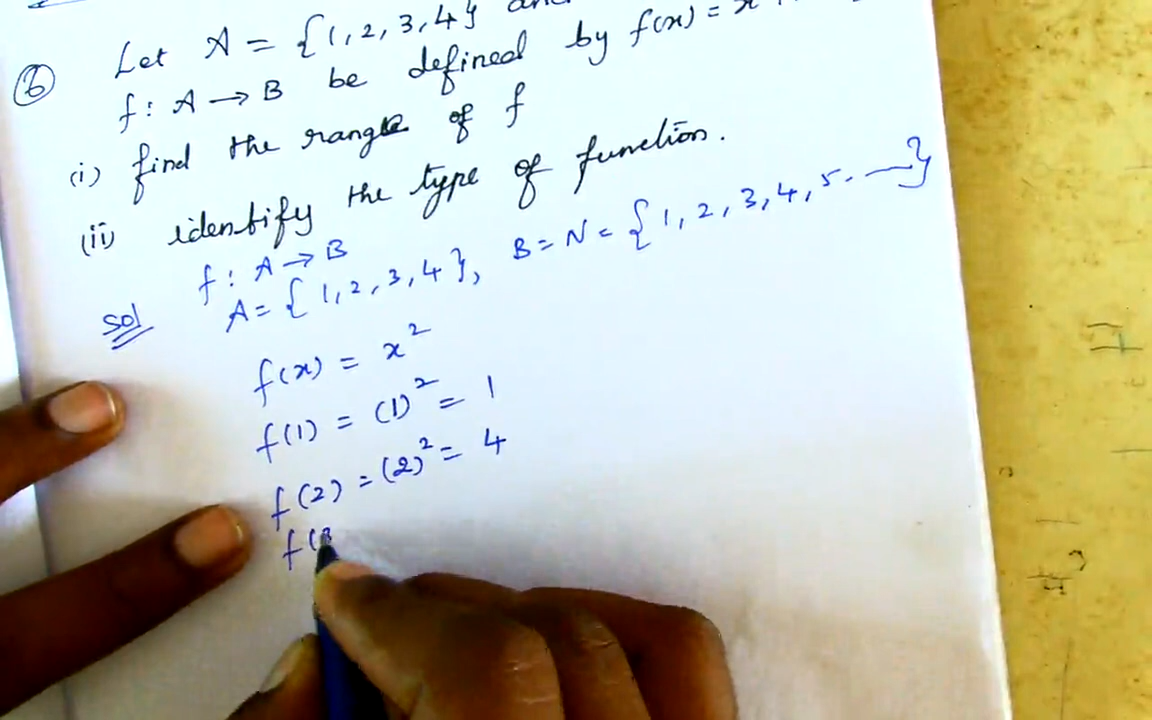 6 Let A = {1, 2, 3, 4} and
f : A → B be defined by f(x) = x
(i) find the range of f
(ii) identify the type of function.
f : A → B
Sol A = { 1, 2, 3, 4 }, B = N = { 1, 2, 3, 4, 5. — }
f(x) = x²
f(1) = (1)² = 1
f(2) = (2)² = 4
f(3